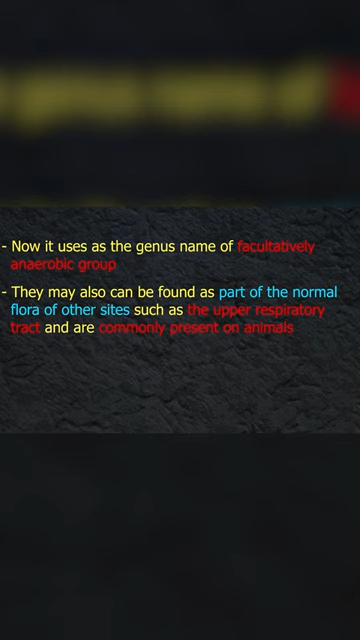 - Now it uses as the genus name of facultatively
anaerobic group
- They may also can be found as part of the normal
flora of other sites such as the upper respiratory
tract and are commonly present on animals